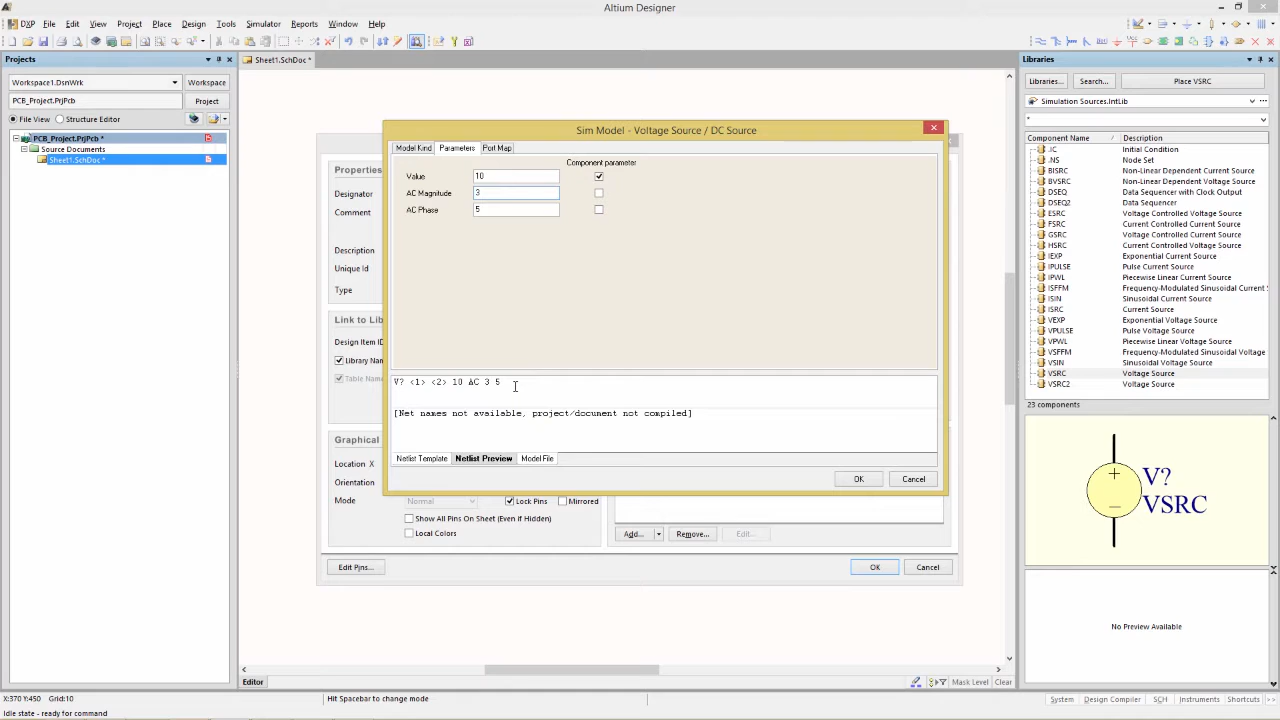 Altium Designer
DXP File Edit View Project Place Design Tools Simulator Reports Window Help
Projects
Workspace1.DsnWrk Workspace
PCB_Project.PrjPcb Project
File View Structure Editor
PCB_Project.PrjPcb *
Source Documents
Sheet1.SchDoc *
Sheet1.SchDoc *
Properties
Designator
Comment
Description
Unique Id
Type
Link to Lib
Design Item ID
Library Nam
Table Name
Graphical
Location X
Orientation
Mode Normal Lock Pins Mirrored
Show All Pins On Sheet (Even if Hidden)
Local Colors
Add... Remove... Edit...
Edit Pins... OK Cancel
Sim Model - Voltage Source / DC Source
Model Kind Parameters Port Map
Component parameter
Value 10
AC Magnitude 3
AC Phase 5
V? <1> <2> 10 AC 3 5
[Net names not available, project/document not compiled]
Netlist Template Netlist Preview Model File
OK Cancel
Libraries
Libraries... Search... Place VSRC
Simulation Sources.IntLib
*
Component Name / Description
.IC Initial Condition
.NS Node Set
BISRC Non-Linear Dependent Current Source
BVSRC Non-Linear Dependent Voltage Source
DSEQ Data Sequencer with Clock Output
DSEQ2 Data Sequencer
ESRC Voltage Controlled Voltage Source
FSRC Current Controlled Current Source
GSRC Voltage Controlled Current Source
HSRC Current Controlled Voltage Source
IEXP Exponential Current Source
IPULSE Pulse Current Source
IPWL Piecewise Linear Current Source
ISFFM Frequency-Modulated Sinusoidal Current S
ISIN Sinusoidal Current Source
ISRC Current Source
VEXP Exponential Voltage Source
VPULSE Pulse Voltage Source
VPWL Piecewise Linear Voltage Source
VSFFM Frequency-Modulated Sinusoidal Voltage S
VSIN Sinusoidal Voltage Source
VSRC Voltage Source
VSRC2 Voltage Source
23 components
V?
VSRC
No Preview Available
Editor
Mask Level Clear
X:370 Y:450 Grid:10 Hit Spacebar to change mode
System Design Compiler SCH Instruments Shortcuts >>
Idle state - ready for command